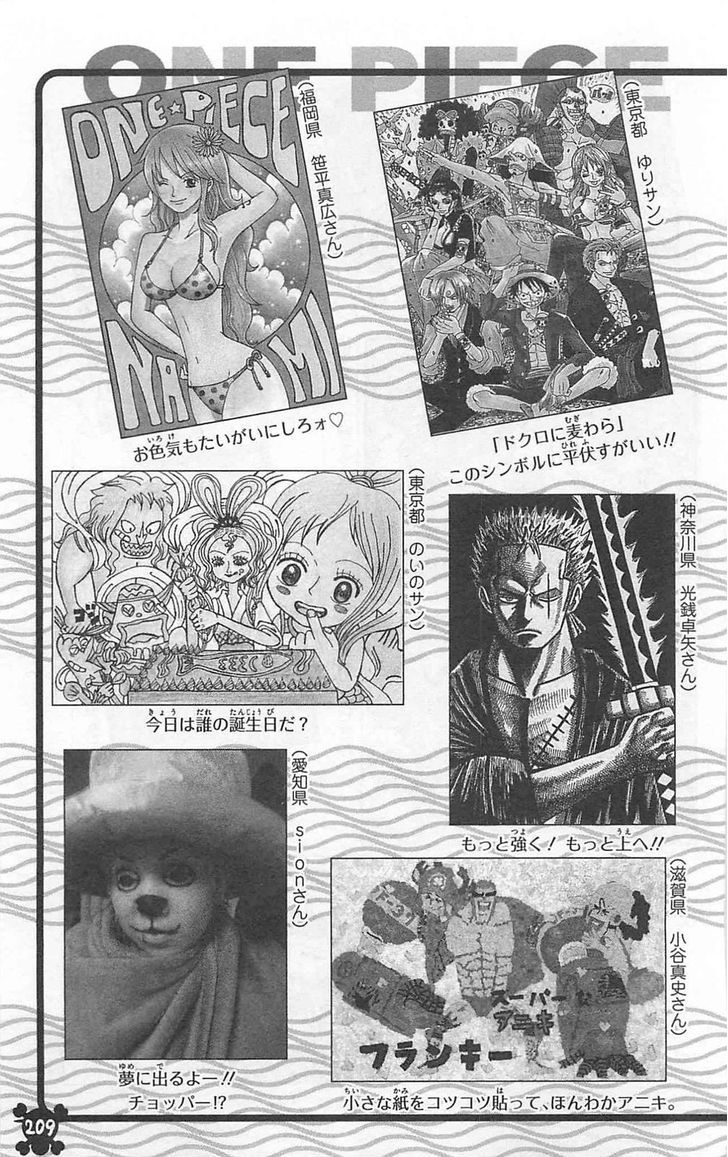 ONE PIECE
ONE★PIECE
NAMI
(福岡県　笹平真広さん)
お色気もたいがいにしろォ♡
(東京都　ゆりサン)
「ドクロに麦わら」
このシンボルに平伏すがいい!!
(東京都　のいのサン)
今日は誰の誕生日だ？
(神奈川県　光銭卓矢さん)
もっと強く！もっと上へ!!
(愛知県　sionさん)
夢に出るよー!!
チョッパー!?
(滋賀県　小谷真史さん)
スーパーな
アニキ
フランキー
小さな紙をコツコツ貼って、ほんわかアニキ。
209